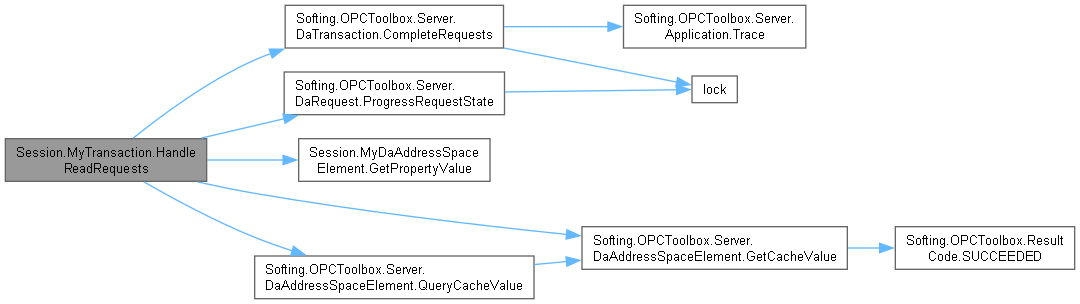 Softing.OPCToolbox.Server.
DaTransaction.CompleteRequests
Softing.OPCToolbox.Server.
Application.Trace
Softing.OPCToolbox.Server.
DaRequest.ProgressRequestState
lock
Session.MyTransaction.Handle
ReadRequests
Session.MyDaAddressSpace
Element.GetPropertyValue
Softing.OPCToolbox.Server.
DaAddressSpaceElement.GetCacheValue
Softing.OPCToolbox.Result
Code.SUCCEEDED
Softing.OPCToolbox.Server.
DaAddressSpaceElement.QueryCacheValue